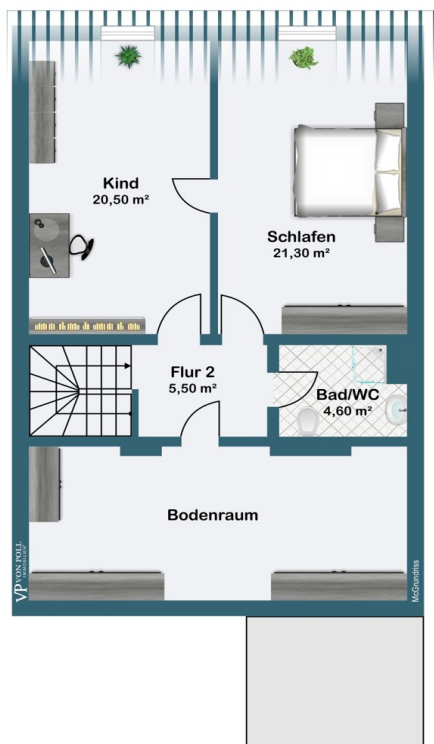 Kind
20,50 m²
Schlafen
21,30 m²
Flur 2
5,50 m²
Bad/WC
4,60 m²
Bodenraum
VP VON POLL
IMMOBILIEN
McGrundriss